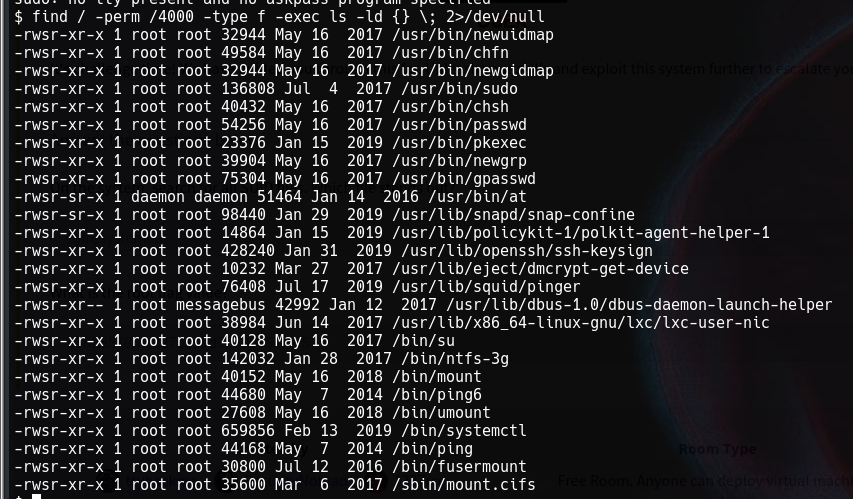 sudo: no tty present and no askpass program specified
$ find / -perm /4000 -type f -exec ls -ld {} \; 2>/dev/null
-rwsr-xr-x 1 root root 32944 May 16  2017 /usr/bin/newuidmap
-rwsr-xr-x 1 root root 49584 May 16  2017 /usr/bin/chfn
-rwsr-xr-x 1 root root 32944 May 16  2017 /usr/bin/newgidmap
and exploit this system further to escalate you
-rwsr-xr-x 1 root root 136808 Jul  4  2017 /usr/bin/sudo
-rwsr-xr-x 1 root root 40432 May 16  2017 /usr/bin/chsh
-rwsr-xr-x 1 root root 54256 May 16  2017 /usr/bin/passwd
-rwsr-xr-x 1 root root 23376 Jan 15  2019 /usr/bin/pkexec
-rwsr-xr-x 1 root root 39904 May 16  2017 /usr/bin/newgrp
-rwsr-xr-x 1 root root 75304 May 16  2017 /usr/bin/gpasswd
-rwsr-sr-x 1 daemon daemon 51464 Jan 14  2016 /usr/bin/at
-rwsr-sr-x 1 root root 98440 Jan 29  2019 /usr/lib/snapd/snap-confine
-rwsr-xr-x 1 root root 14864 Jan 15  2019 /usr/lib/policykit-1/polkit-agent-helper-1
-rwsr-xr-x 1 root root 428240 Jan 31  2019 /usr/lib/openssh/ssh-keysign
-rwsr-xr-x 1 root root 10232 Mar 27  2017 /usr/lib/eject/dmcrypt-get-device
-rwsr-xr-x 1 root root 76408 Jul 17  2019 /usr/lib/squid/pinger
-rwsr-xr-- 1 root messagebus 42992 Jan 12  2017 /usr/lib/dbus-1.0/dbus-daemon-launch-helper
-rwsr-xr-x 1 root root 38984 Jun 14  2017 /usr/lib/x86_64-linux-gnu/lxc/lxc-user-nic
-rwsr-xr-x 1 root root 40128 May 16  2017 /bin/su
-rwsr-xr-x 1 root root 142032 Jan 28  2017 /bin/ntfs-3g
-rwsr-xr-x 1 root root 40152 May 16  2018 /bin/mount
-rwsr-xr-x 1 root root 44680 May  7  2014 /bin/ping6
-rwsr-xr-x 1 root root 27608 May 16  2018 /bin/umount
-rwsr-xr-x 1 root root 659856 Feb 13  2019 /bin/systemctl
-rwsr-xr-x 1 root root 44168 May  7  2014 /bin/ping
Room Type
-rwsr-xr-x 1 root root 30800 Jul 12  2016 /bin/fusermount
-rwsr-xr-x 1 root root 35600 Mar  6  2017 /sbin/mount.cifs
Free Room. Anyone can deploy virtual machin
$